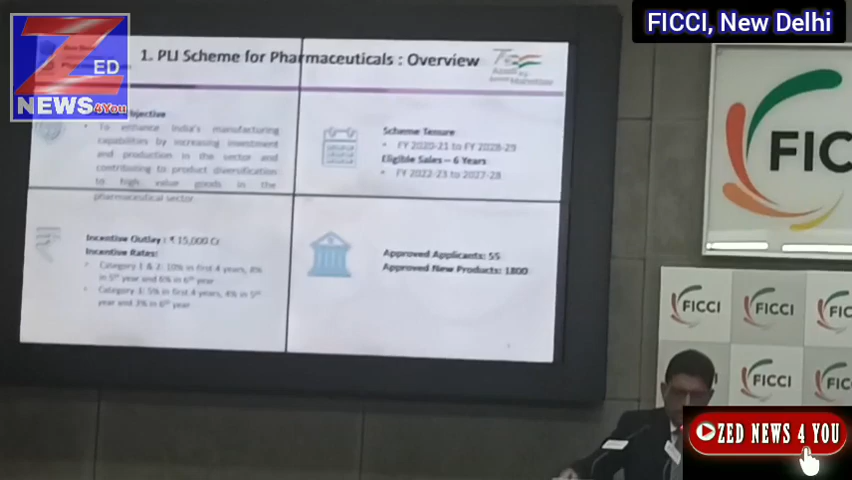 FICCI, New Delhi
ZED
NEWS
4You
1. PLI Scheme for Pharmaceuticals : Overview
Objective
To enhance India's manufacturing
capabilities by increasing investment
and production in the sector and
contributing to product diversification
to high value goods in the
pharmaceutical sector
Scheme Tenure
FY 2020-21 to FY 2028-29
Eligible Sales – 6 Years
FY 2022-23 to 2027-28
Incentive Outlay : ₹ 15,000 Cr
Incentive Rates:
Category 1 & 2: 10% in first 4 years, 8%
in 5th year and 6% in 6th year
Category 3: 5% in first 4 years, 4% in 5th
year and 3% in 6th year
Approved Applicants: 55
Approved New Products: 1800
FIC
FICCI
FICCI
FIC
FICCI
FICCI
ZED NEWS 4 YOU